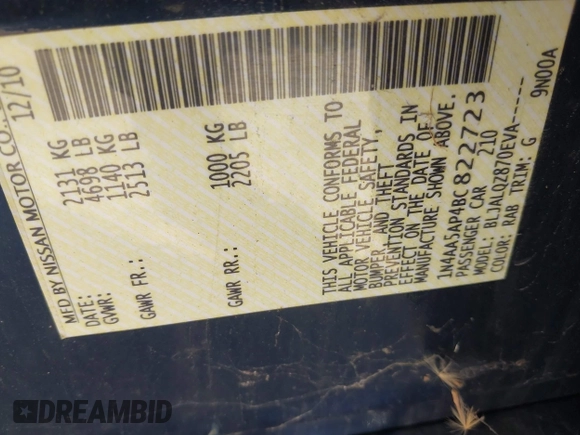 MFD BY NISSAN MOTOR CO.,
DATE: 12/10
GVWR: 2131 KG
4698 LB
GAWR FR.: 1140 KG
2513 LB
GAWR RR.: 1000 KG
2205 LB
THIS VEHICLE CONFORMS TO
ALL APPLICABLE FEDERAL
MOTOR VEHICLE SAFETY,
BUMPER, AND THEFT
PREVENTION STANDARDS IN
EFFECT ON THE DATE OF
MANUFACTURE SHOWN ABOVE.
1N4AA5AP4BC822723
PASSENGER CAR 210
MODEL: BLJALQ2870EVA------
COLOR: RAB TRIM: G
9N00A
DREAMBID